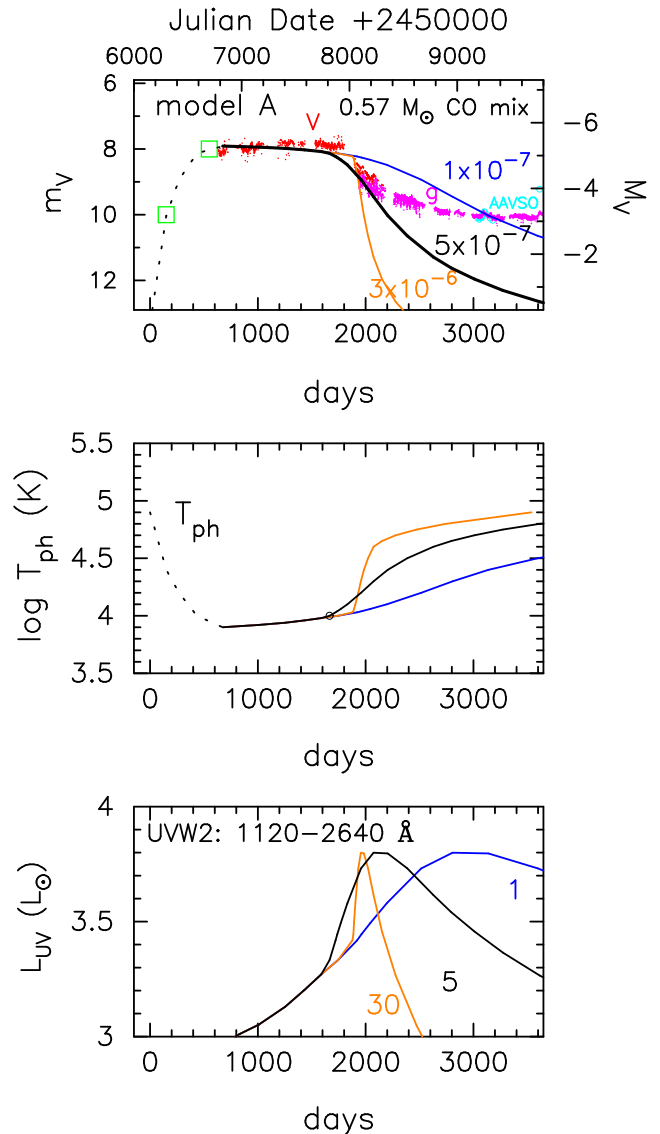 Julian Date +2450000
6000 7000 8000 9000
model A 0.57 M⊙ CO mix
V
1x10⁻⁷
g
AAVSO
5x10⁻⁷
3x10⁻⁶
m_V
6
8
10
12
M_V
−6
−4
−2
0 1000 2000 3000
days
T_ph
log T_ph (K)
5.5
5
4.5
4
3.5
0 1000 2000 3000
days
UVW2: 1120−2640 Å
1
5
30
L_UV (L⊙)
4
3.5
3
0 1000 2000 3000
days